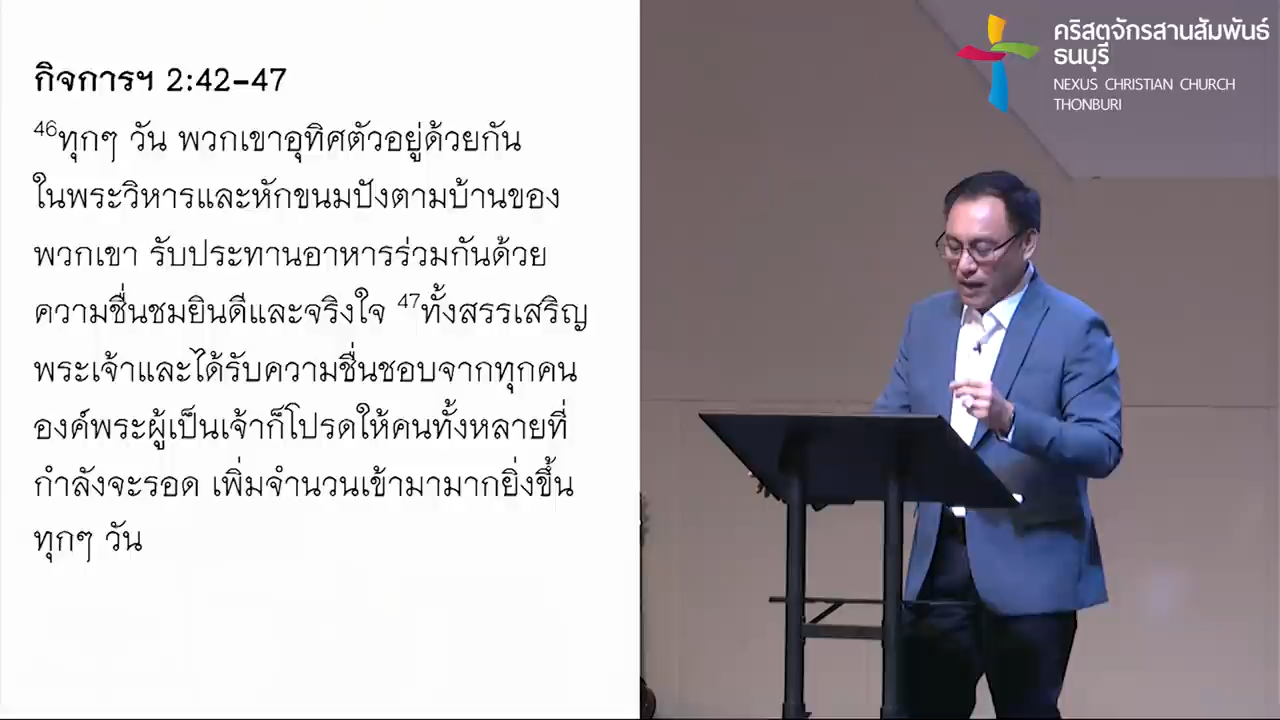 กิจการฯ 2:42–47
46ทุกๆ วัน พวกเขาอุทิศตัวอยู่ด้วยกัน
ในพระวิหารและหักขนมปังตามบ้านของ
พวกเขา รับประทานอาหารร่วมกันด้วย
ความชื่นชมยินดีและจริงใจ 47ทั้งสรรเสริญ
พระเจ้าและได้รับความชื่นชอบจากทุกคน
องค์พระผู้เป็นเจ้าก็โปรดให้คนทั้งหลายที่
กำลังจะรอด เพิ่มจำนวนเข้ามามากยิ่งขึ้น
ทุกๆ วัน
คริสตจักรสานสัมพันธ์
ธนบุรี
NEXUS CHRISTIAN CHURCH
THONBURI